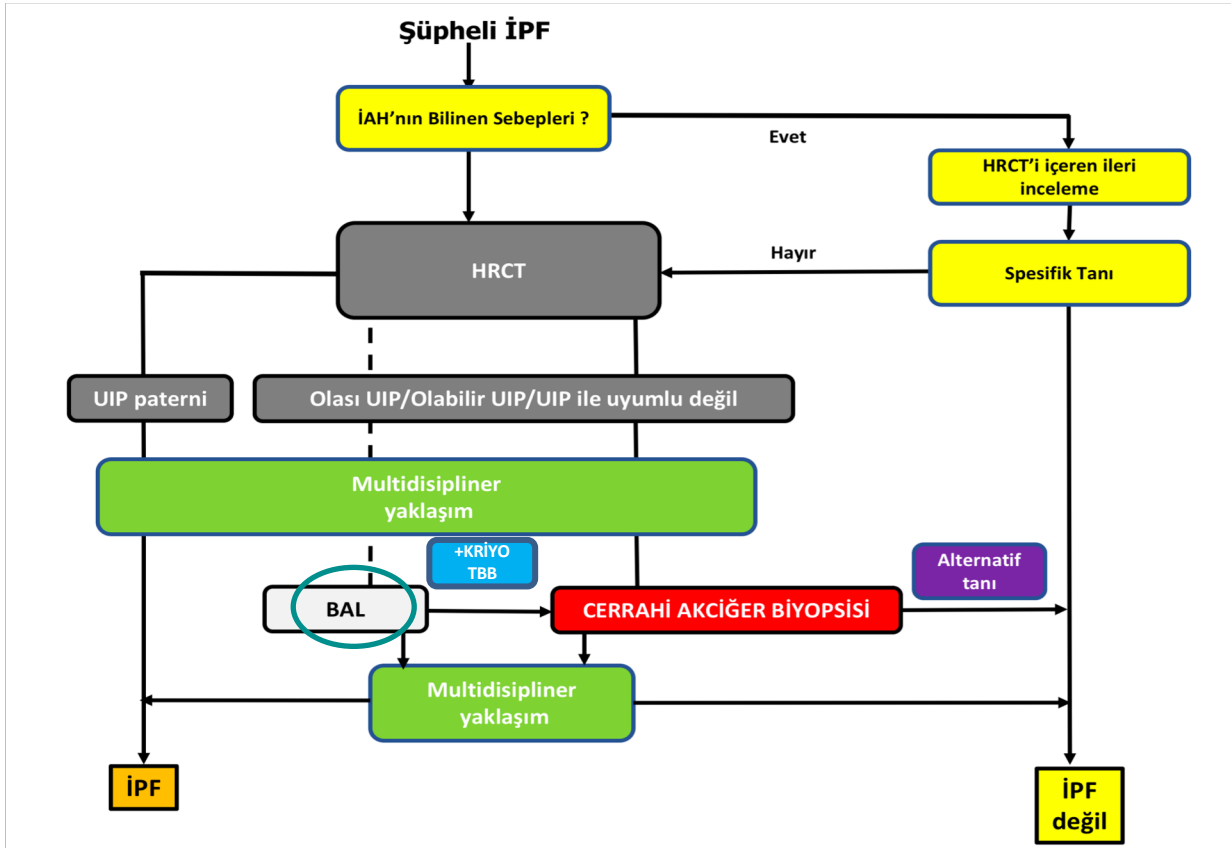 Şüpheli İPF
İAH'nın Bilinen Sebepleri ?
Evet
HRCT'i içeren ileri
inceleme
HRCT
Hayır
Spesifik Tanı
UIP paterni
Olası UIP/Olabilir UIP/UIP ile uyumlu değil
Multidisipliner
yaklaşım
+KRİYO
TBB
Alternatif
tanı
BAL
CERRAHİ AKCİĞER BİYOPSİSİ
Multidisipliner
yaklaşım
İPF
İPF
değil